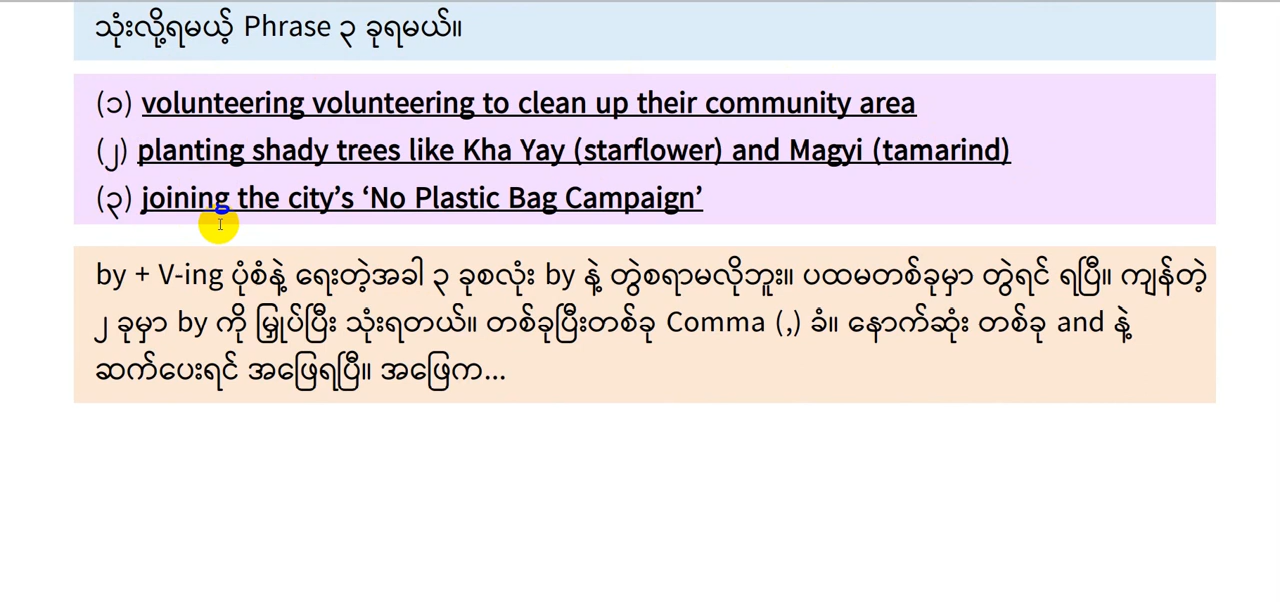 သုံးလို့ရမယ့် Phrase ၃ ခုရမယ်။
(၁) volunteering volunteering to clean up their community area
(၂) planting shady trees like Kha Yay (starflower) and Magyi (tamarind)
(၃) joining the city’s ‘No Plastic Bag Campaign’
by + V-ing ပုံစံနဲ့ ရေးတဲ့အခါ ၃ ခုစလုံး by နဲ့ တွဲစရာမလိုဘူး။ ပထမတစ်ခုမှာ တွဲရင် ရပြီ။ ကျန်တဲ့
၂ ခုမှာ by ကို မြှုပ်ပြီး သုံးရတယ်။ တစ်ခုပြီးတစ်ခု Comma (,) ခံ။ နောက်ဆုံး တစ်ခု and နဲ့
ဆက်ပေးရင် အဖြေရပြီ။ အဖြေက...